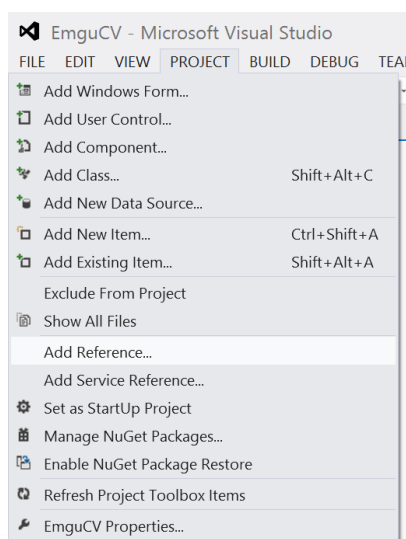 EmguCV - Microsoft Visual Studio
FILE EDIT VIEW PROJECT BUILD DEBUG TEA
Add Windows Form...
Add User Control...
Add Component...
Add Class... Shift+Alt+C
Add New Data Source...
Add New Item... Ctrl+Shift+A
Add Existing Item... Shift+Alt+A
Exclude From Project
Show All Files
Add Reference...
Add Service Reference...
Set as StartUp Project
Manage NuGet Packages...
Enable NuGet Package Restore
Refresh Project Toolbox Items
EmguCV Properties...